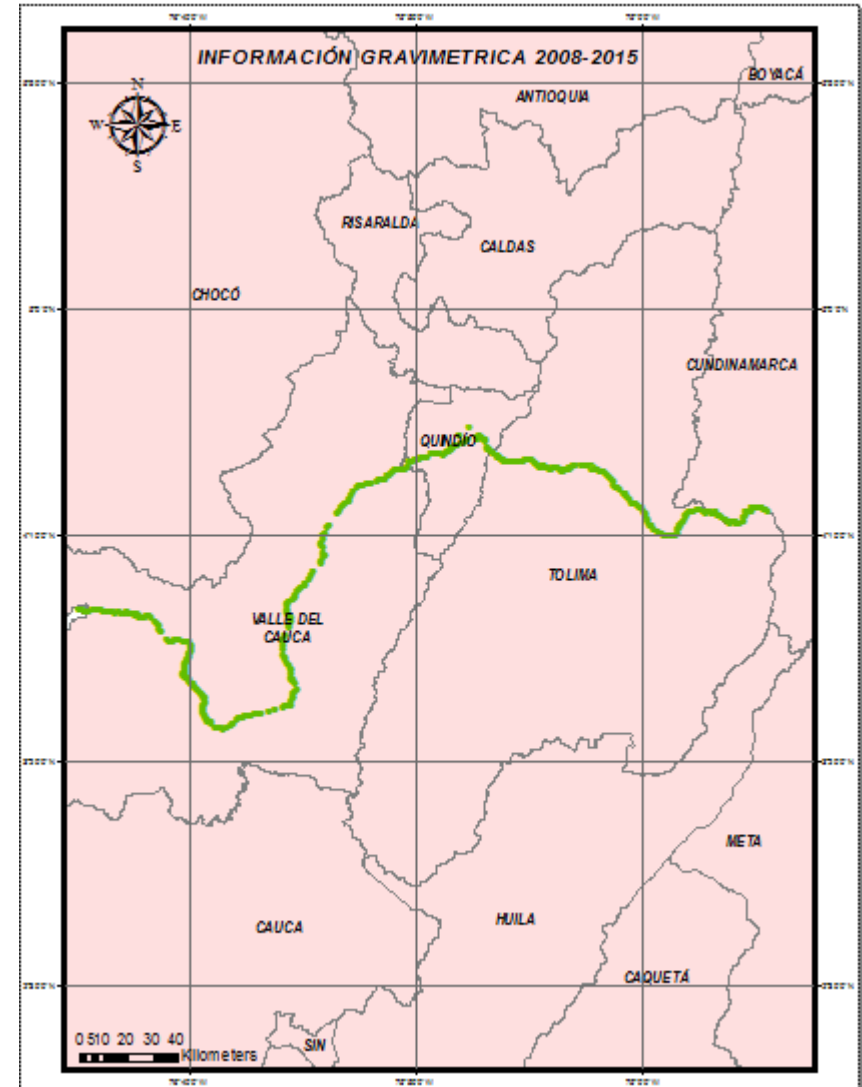 INFORMACIÓN GRAVIMETRICA 2008-2015
BOYACÁ
N
ANTIOQUIA
W
E
S
RISARALDA
CALDAS
CHOCÓ
CUNDINAMARCA
QUINDÍO
TOLIMA
VALLE DEL
CAUCA
META
HUILA
CAUCA
CAQUETÁ
SIN
0 5 10 20 30 40
Kilometers